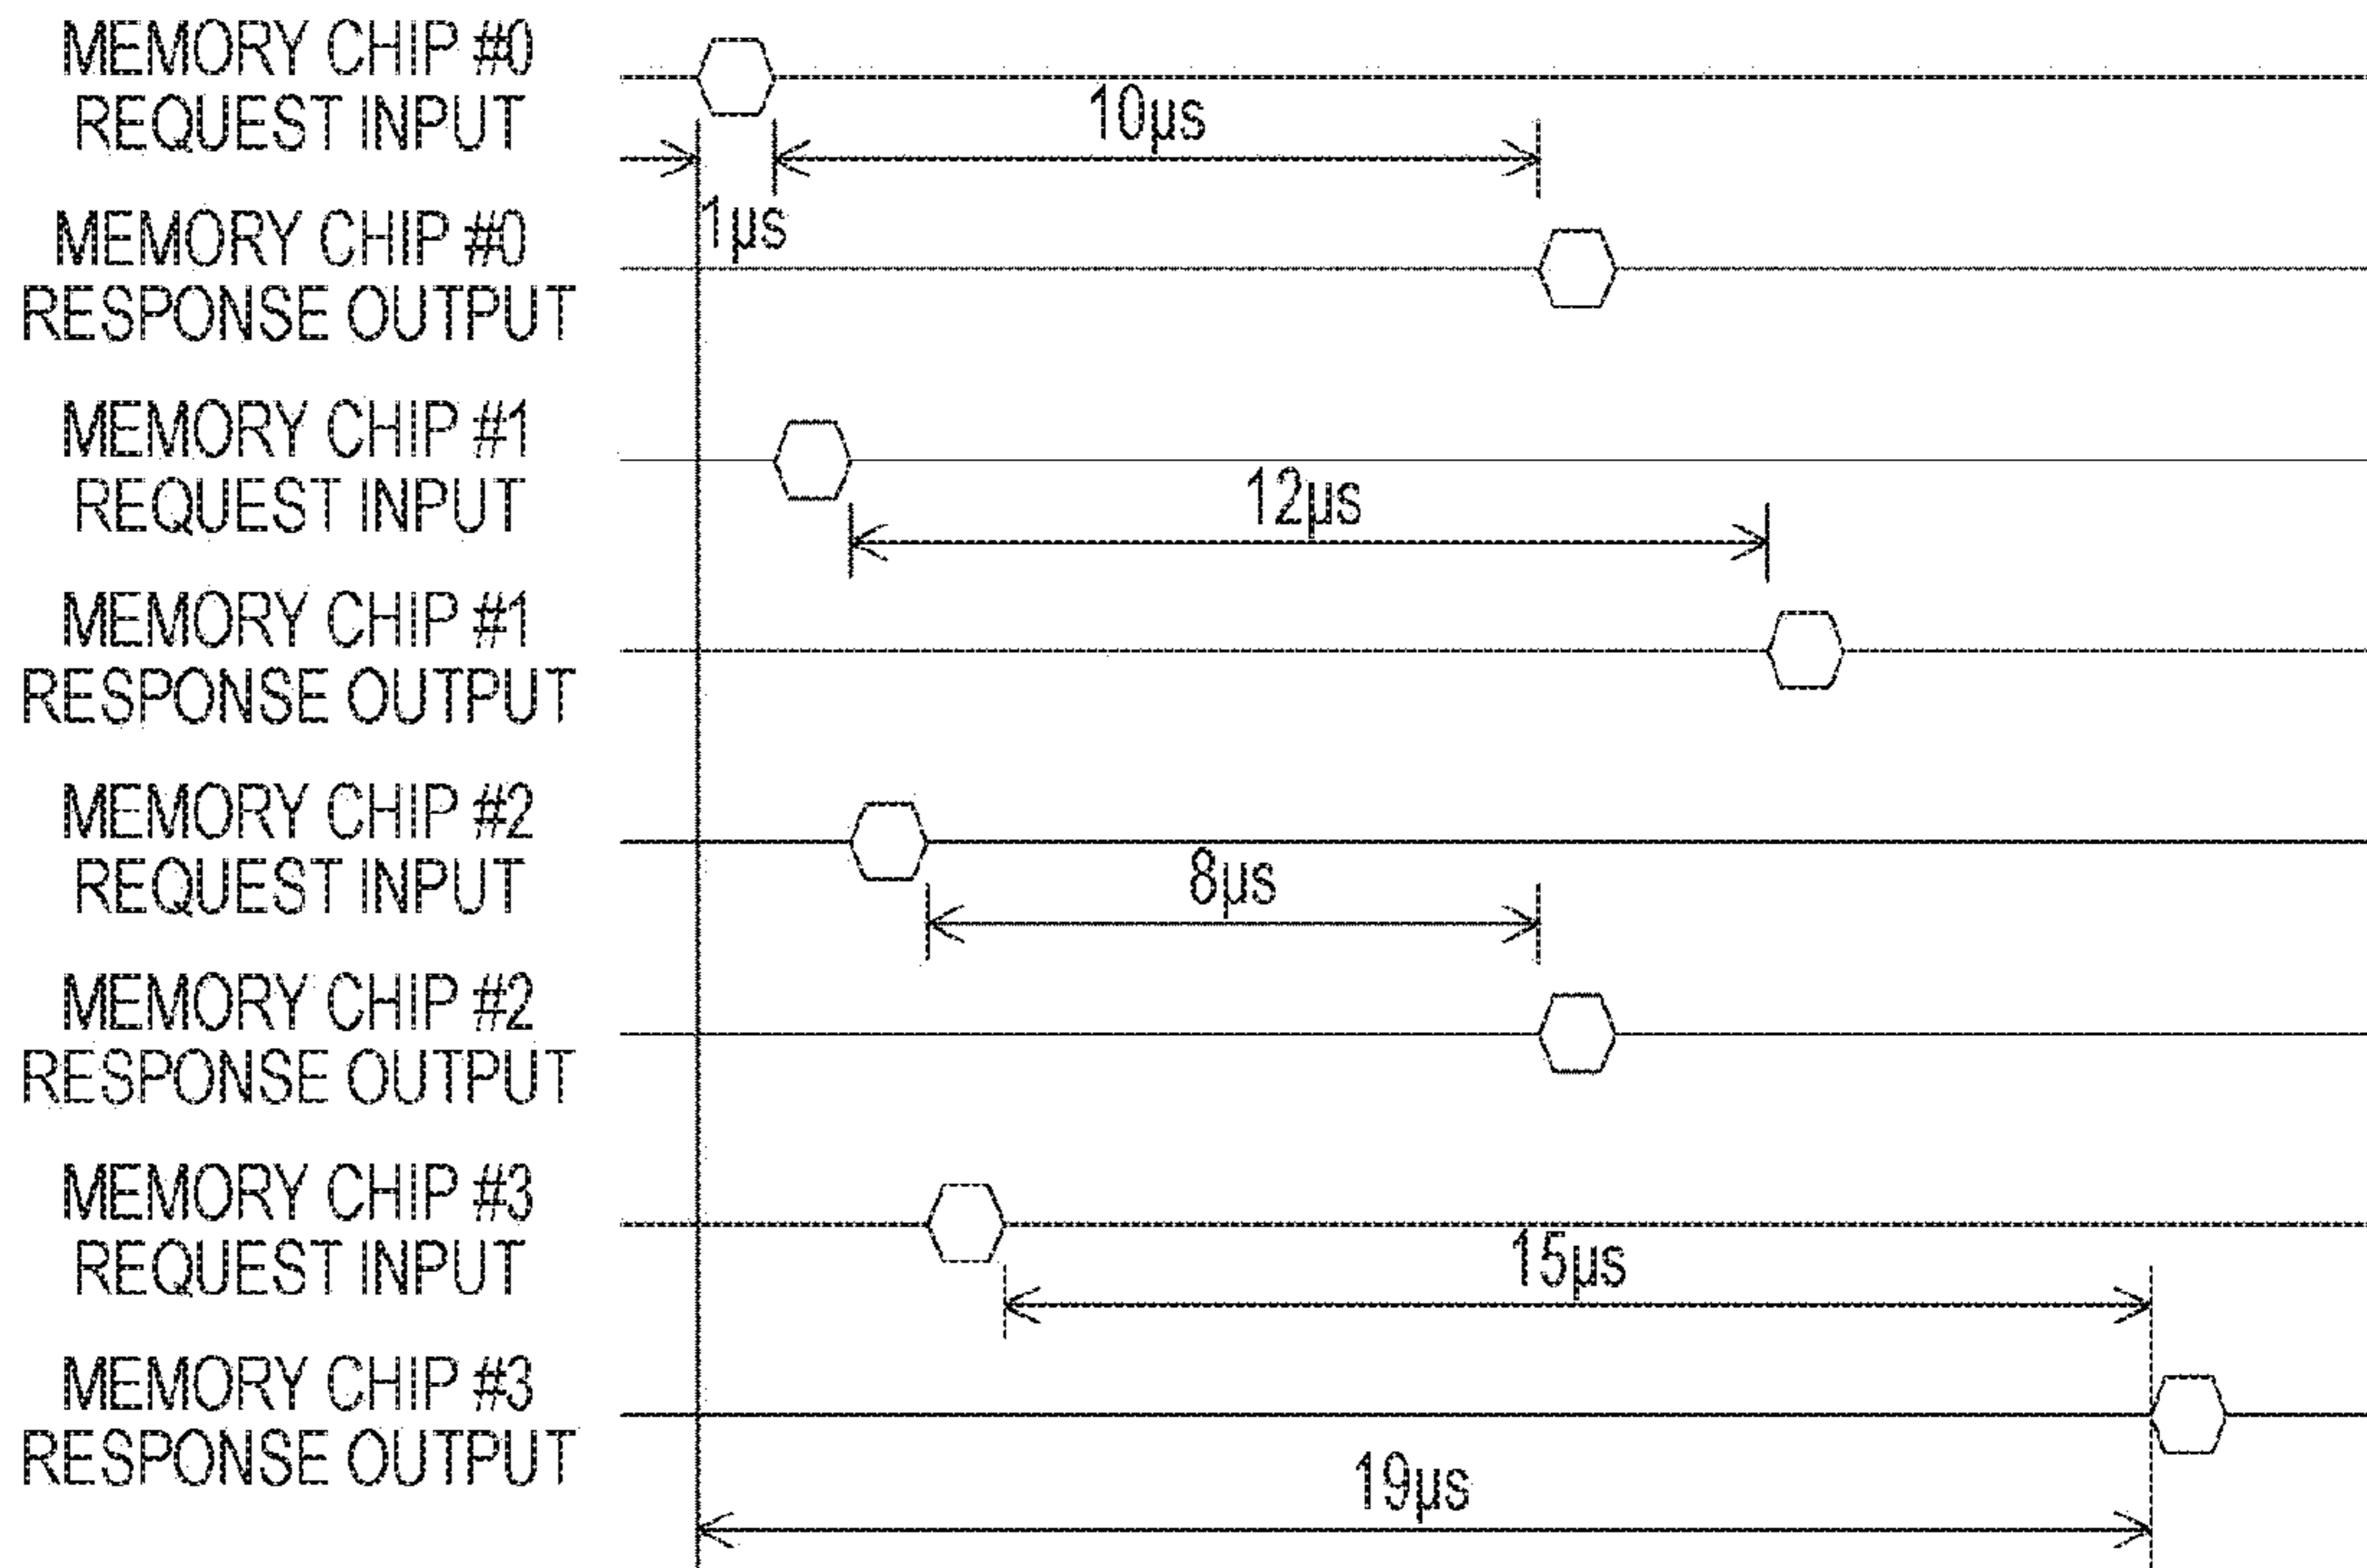 MEMORY CHIP #0
REQUEST INPUT
10µs
1µs
MEMORY CHIP #0
RESPONSE OUTPUT
MEMORY CHIP #1
REQUEST INPUT
12µs
MEMORY CHIP #1
RESPONSE OUTPUT
MEMORY CHIP #2
REQUEST INPUT
8µs
MEMORY CHIP #2
RESPONSE OUTPUT
MEMORY CHIP #3
REQUEST INPUT
15µs
MEMORY CHIP #3
RESPONSE OUTPUT
19µs